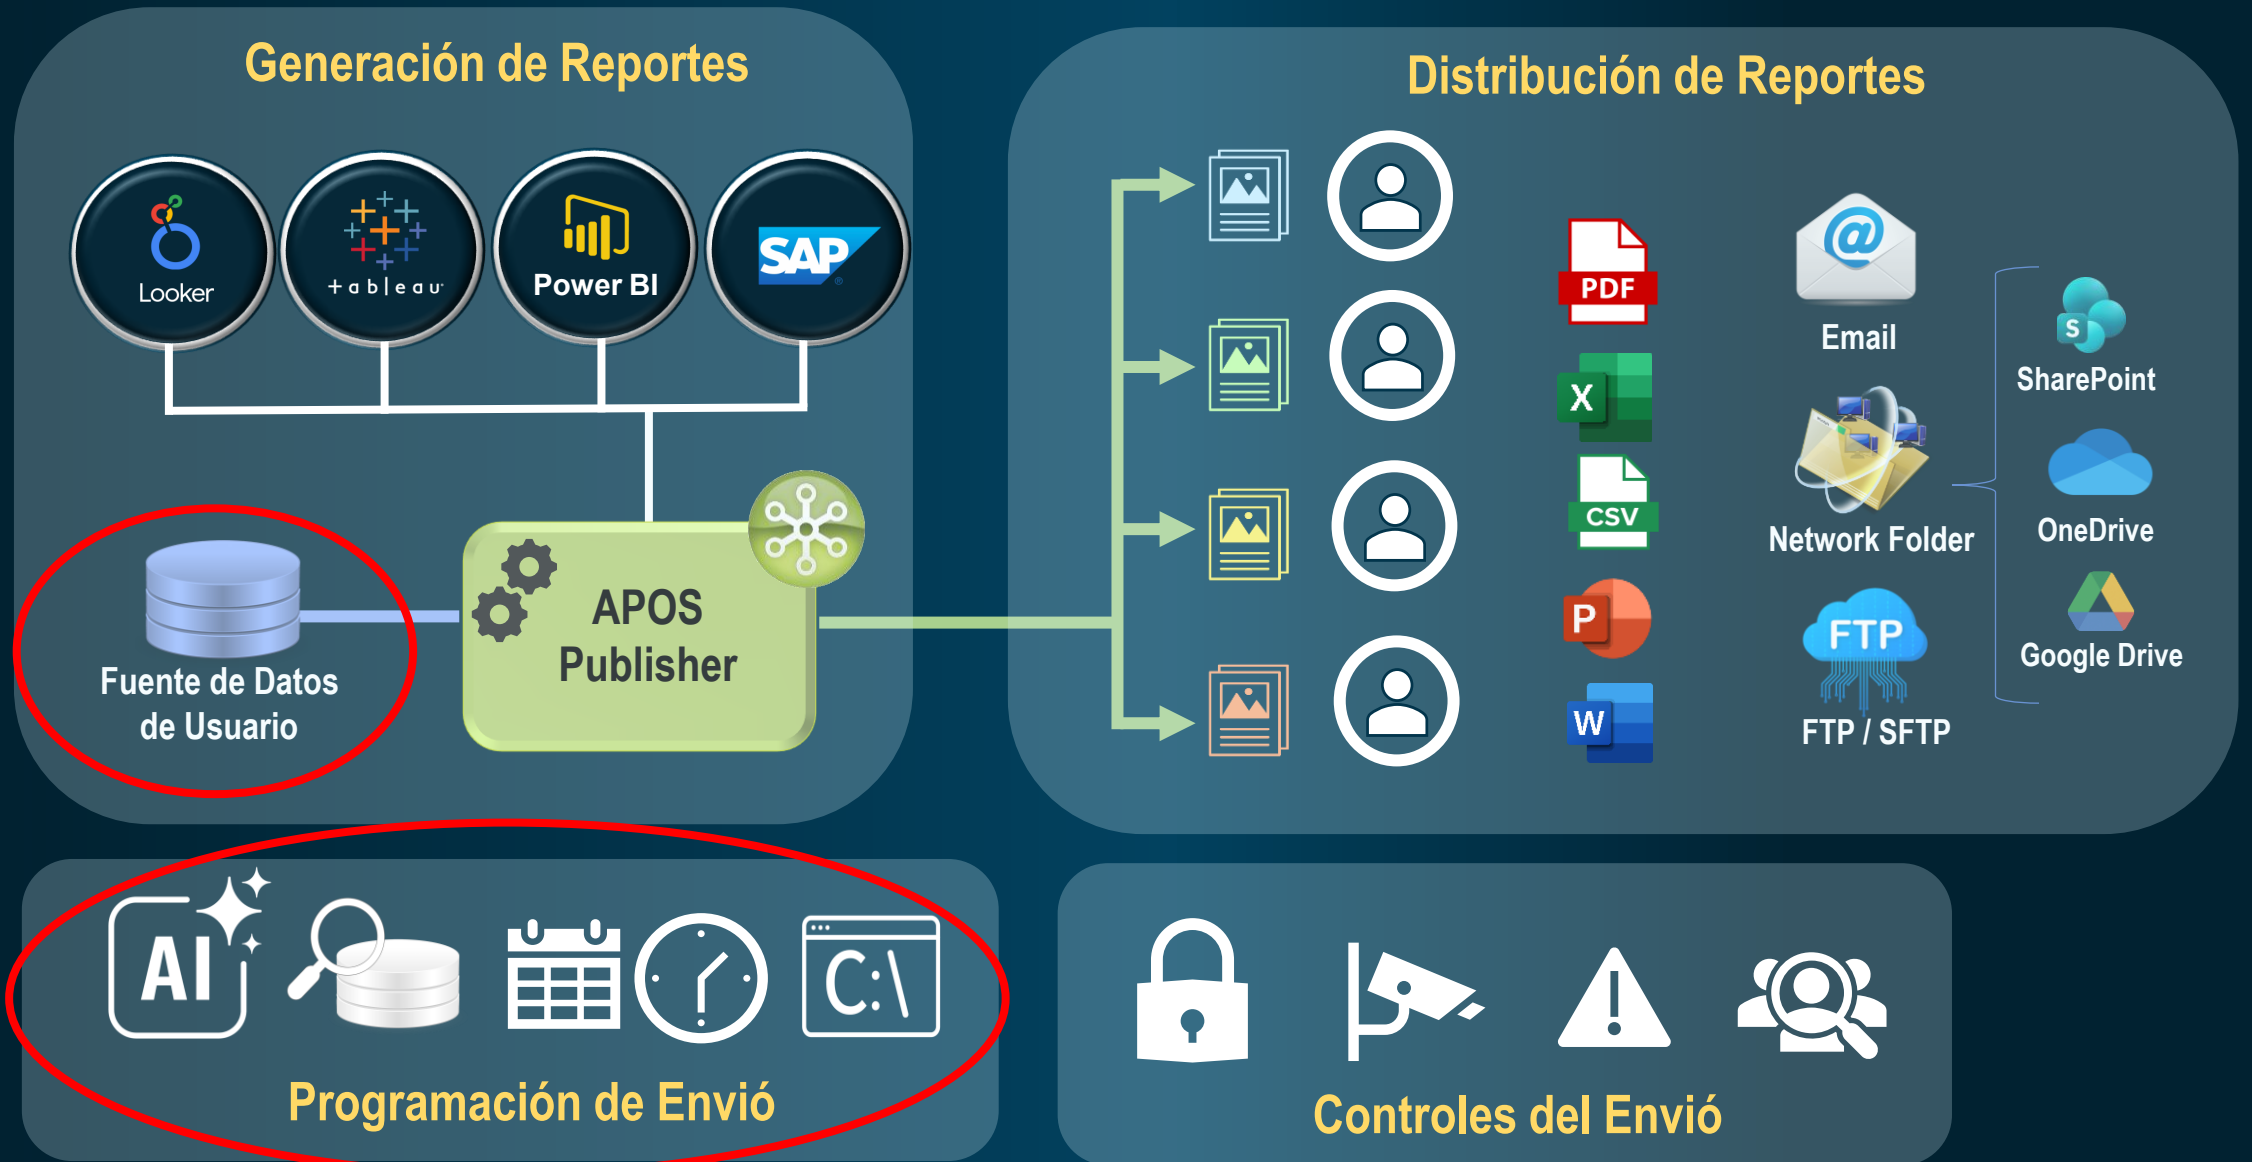 Generación de Reportes
Looker
+ableau
Power BI
SAP
Fuente de Datos
de Usuario
APOS
Publisher
Distribución de Reportes
PDF
X
CSV
P
W
@
Email
Network Folder
FTP
FTP / SFTP
S
SharePoint
OneDrive
Google Drive
AI
C:\
Programación de Envió
Controles del Envió